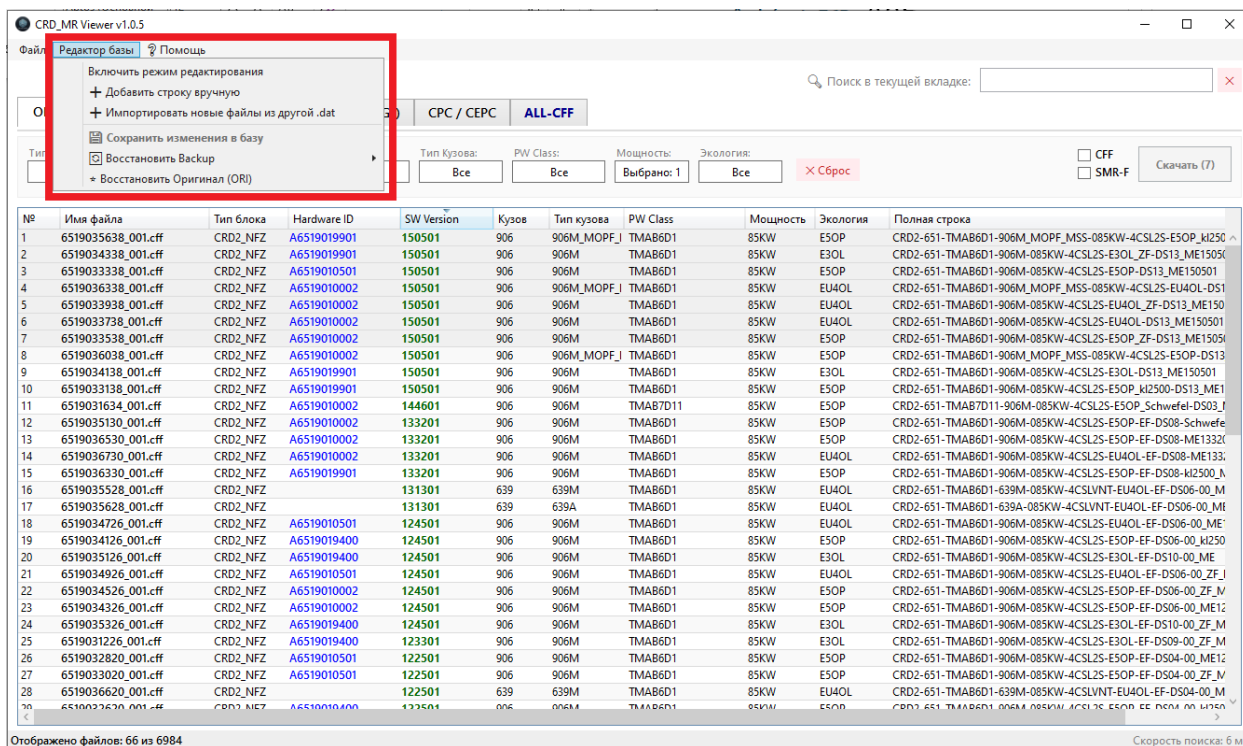 CRD_MR Viewer v1.0.5
Файл Редактор базы ? Помощь
Включить режим редактирования
+ Добавить строку вручную
+ Импортировать новые файлы из другой .dat
Сохранить изменения в базу
Восстановить Backup
* Восстановить Оригинал (ORI)
Поиск в текущей вкладке:
CPC / CEPC ALL-CFF
Тип Кузова: PW Class: Мощность: Экология:
Все Все Выбрано: 1 Все × Сброс
CFF
SMR-F
Скачать (7)
№ Имя файла Тип блока Hardware ID SW Version Кузов Тип кузова PW Class Мощность Экология Полная строка
1 6519035638_001.cff CRD2_NFZ A6519019901 150501 906 906M_MOPF_ TMAB6D1 85KW E5OP CRD2-651-TMAB6D1-906M_MOPF_MSS-085KW-4CSL2S-E5OP_kl250
2 6519034338_001.cff CRD2_NFZ A6519019901 150501 906 906M TMAB6D1 85KW E3OL CRD2-651-TMAB6D1-906M-085KW-4CSL2S-E3OL_ZF-DS13_ME1505
3 6519033338_001.cff CRD2_NFZ A6519010501 150501 906 906M TMAB6D1 85KW E5OP CRD2-651-TMAB6D1-906M-085KW-4CSL2S-E5OP-DS13_ME150501
4 6519036338_001.cff CRD2_NFZ A6519010002 150501 906 906M_MOPF_ TMAB6D1 85KW EU4OL CRD2-651-TMAB6D1-906M_MOPF_MSS-085KW-4CSL2S-EU4OL-DS1
5 6519033938_001.cff CRD2_NFZ A6519010002 150501 906 906M TMAB6D1 85KW EU4OL CRD2-651-TMAB6D1-906M-085KW-4CSL2S-EU4OL_ZF-DS13_ME150
6 6519033738_001.cff CRD2_NFZ A6519010002 150501 906 906M TMAB6D1 85KW EU4OL CRD2-651-TMAB6D1-906M-085KW-4CSL2S-EU4OL-DS13_ME150501
7 6519033538_001.cff CRD2_NFZ A6519010002 150501 906 906M TMAB6D1 85KW E5OP CRD2-651-TMAB6D1-906M-085KW-4CSL2S-E5OP_ZF-DS13_ME1505
8 6519036038_001.cff CRD2_NFZ A6519010002 150501 906 906M_MOPF_ TMAB6D1 85KW E5OP CRD2-651-TMAB6D1-906M_MOPF_MSS-085KW-4CSL2S-E5OP-DS13
9 6519034138_001.cff CRD2_NFZ A6519019901 150501 906 906M TMAB6D1 85KW E3OL CRD2-651-TMAB6D1-906M-085KW-4CSL2S-E3OL-DS13_ME150501
10 6519033138_001.cff CRD2_NFZ A6519019901 150501 906 906M TMAB6D1 85KW E5OP CRD2-651-TMAB6D1-906M-085KW-4CSL2S-E5OP_kl2500-DS13_ME1
11 6519031634_001.cff CRD2_NFZ A6519010002 144601 906 906M TMAB7D11 85KW E5OP CRD2-651-TMAB7D11-906M-085KW-4CSL2S-E5OP_Schwefel-DS03_
12 6519035130_001.cff CRD2_NFZ A6519010002 133201 906 906M TMAB6D1 85KW E5OP CRD2-651-TMAB6D1-906M-085KW-4CSL2S-E5OP-EF-DS08-Schwefe
13 6519036530_001.cff CRD2_NFZ A6519010002 133201 906 906M TMAB6D1 85KW E5OP CRD2-651-TMAB6D1-906M-085KW-4CSL2S-E5OP-EF-DS08-ME1332
14 6519036730_001.cff CRD2_NFZ A6519010002 133201 906 906M TMAB6D1 85KW EU4OL CRD2-651-TMAB6D1-906M-085KW-4CSL2S-EU4OL-EF-DS08-ME133
15 6519036330_001.cff CRD2_NFZ A6519019901 133201 906 906M TMAB6D1 85KW E5OP CRD2-651-TMAB6D1-906M-085KW-4CSL2S-E5OP-EF-DS08-kl2500_
16 6519035528_001.cff CRD2_NFZ 131301 639 639M TMAB6D1 85KW EU4OL CRD2-651-TMAB6D1-639M-085KW-4CSLVNT-EU4OL-EF-DS06-00_M
17 6519035628_001.cff CRD2_NFZ 131301 639 639A TMAB6D1 85KW EU4OL CRD2-651-TMAB6D1-639A-085KW-4CSLVNT-EU4OL-EF-DS06-00_ME
18 6519034726_001.cff CRD2_NFZ A6519010501 124501 906 906M TMAB6D1 85KW EU4OL CRD2-651-TMAB6D1-906M-085KW-4CSL2S-EU4OL-EF-DS06-00_ME1
19 6519034126_001.cff CRD2_NFZ A6519019400 124501 906 906M TMAB6D1 85KW E5OP CRD2-651-TMAB6D1-906M-085KW-4CSL2S-E5OP-EF-DS06-00_kl250
20 6519035126_001.cff CRD2_NFZ A6519019400 124501 906 906M TMAB6D1 85KW E3OL CRD2-651-TMAB6D1-906M-085KW-4CSL2S-E3OL-EF-DS10-00_ME
21 6519034926_001.cff CRD2_NFZ A6519010501 124501 906 906M TMAB6D1 85KW EU4OL CRD2-651-TMAB6D1-906M-085KW-4CSL2S-EU4OL-EF-DS06-00_ZF_
22 6519034526_001.cff CRD2_NFZ A6519010002 124501 906 906M TMAB6D1 85KW E5OP CRD2-651-TMAB6D1-906M-085KW-4CSL2S-E5OP-EF-DS06-00_ZF_M
23 6519034326_001.cff CRD2_NFZ A6519010002 124501 906 906M TMAB6D1 85KW E5OP CRD2-651-TMAB6D1-906M-085KW-4CSL2S-E5OP-EF-DS06-00_ME12
24 6519035326_001.cff CRD2_NFZ A6519019400 124501 906 906M TMAB6D1 85KW E3OL CRD2-651-TMAB6D1-906M-085KW-4CSL2S-E3OL-EF-DS10-00_ZF_M
25 6519031226_001.cff CRD2_NFZ A6519019400 123301 906 906M TMAB6D1 85KW E3OL CRD2-651-TMAB6D1-906M-085KW-4CSL2S-E3OL-EF-DS09-00_ZF_M
26 6519032820_001.cff CRD2_NFZ A6519010501 122501 906 906M TMAB6D1 85KW E5OP CRD2-651-TMAB6D1-906M-085KW-4CSL2S-E5OP-EF-DS04-00_ME12
27 6519033020_001.cff CRD2_NFZ A6519010501 122501 906 906M TMAB6D1 85KW E5OP CRD2-651-TMAB6D1-906M-085KW-4CSL2S-E5OP-EF-DS04-00_ZF_M
28 6519036620_001.cff CRD2_NFZ 122501 639 639M TMAB6D1 85KW EU4OL CRD2-651-TMAB6D1-639M-085KW-4CSLVNT-EU4OL-EF-DS04-00_M
29 6519032620_001.cff CRD2_NFZ A6519019400 122501 906 906M TMAB6D1 85KW E5OP CRD2-651-TMAB6D1-906M-085KW-4CSL2S-E5OP-EF-DS04-00_kl250
Отображено файлов: 66 из 6984
Скорость поиска: 6 м